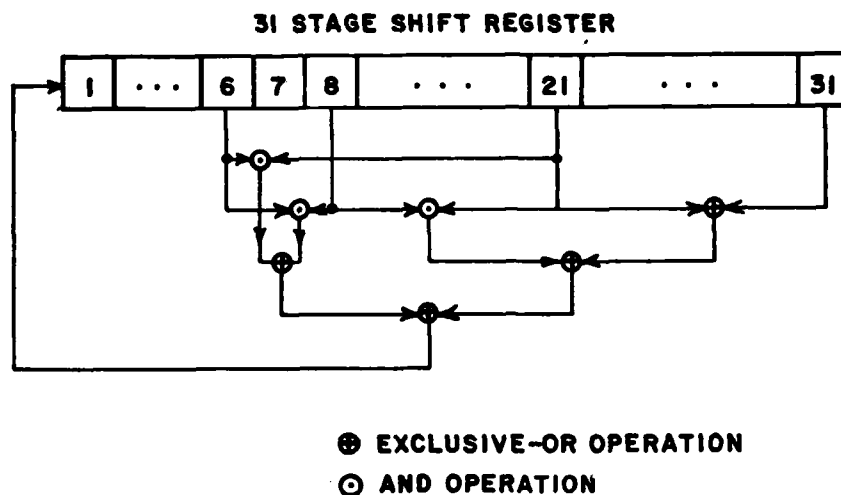 31 STAGE SHIFT REGISTER
1 ··· 6 7 8 ··· 21 ··· 31
⊕ EXCLUSIVE-OR OPERATION
⊙ AND OPERATION